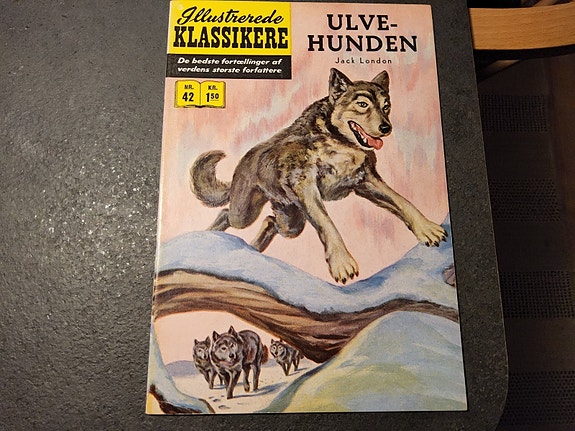 Illustrerede
KLASSIKERE
De bedste fortællinger af
verdens største forfattere
NR.
42
KR.
1.50
ULVE-
HUNDEN
Jack London